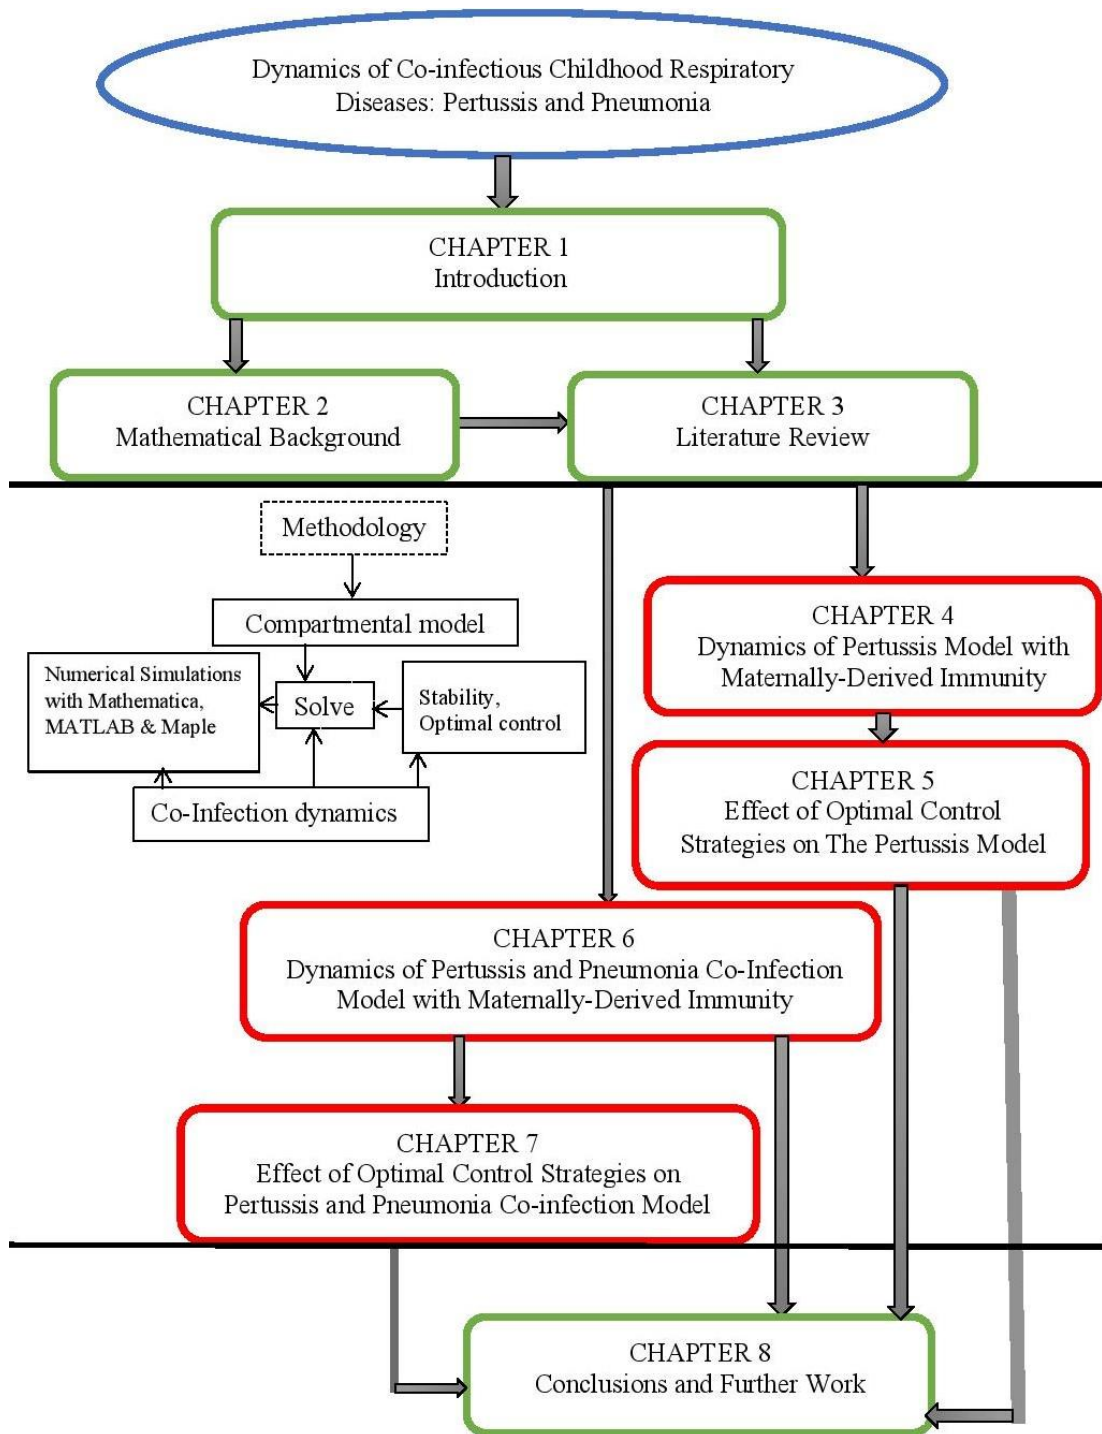 Dynamics of Co-infectious Childhood Respiratory
Diseases: Pertussis and Pneumonia
CHAPTER 1
Introduction
CHAPTER 2
Mathematical Background
CHAPTER 3
Literature Review
Methodology
Compartmental model
Numerical Simulations
with Mathematica,
MATLAB & Maple
Solve
Stability,
Optimal control
Co-Infection dynamics
CHAPTER 4
Dynamics of Pertussis Model with
Maternally-Derived Immunity
CHAPTER 5
Effect of Optimal Control
Strategies on The Pertussis Model
CHAPTER 6
Dynamics of Pertussis and Pneumonia Co-Infection
Model with Maternally-Derived Immunity
CHAPTER 7
Effect of Optimal Control Strategies on
Pertussis and Pneumonia Co-infection Model
CHAPTER 8
Conclusions and Further Work